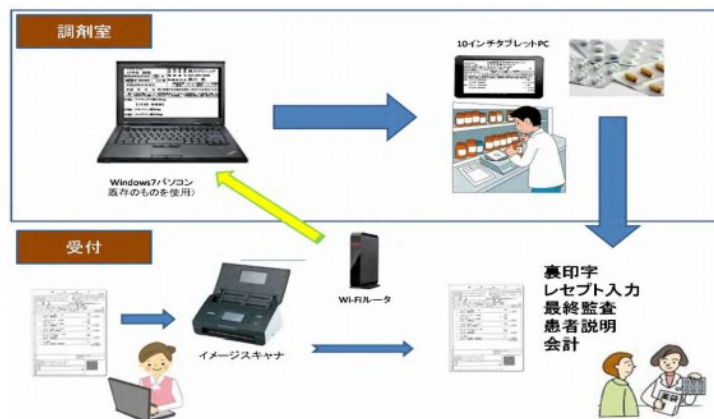 調剤室
10インチタブレットPC
Windows7パソコン
既存のものを使用）
受付
Wi-Fiルータ
イメージスキャナ
裏印字
レセプト入力
最終監査
患者説明
会計